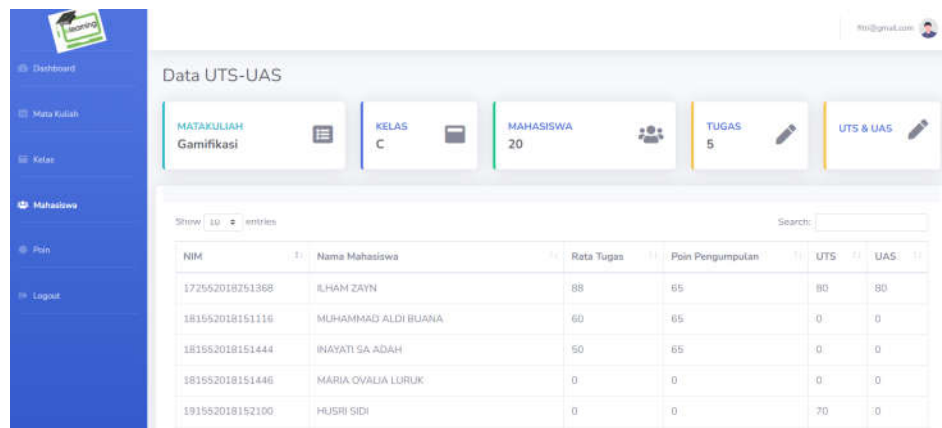 learning
fitri@gmail.com
Dashboard
Mata Kuliah
Kelas
Mahasiswa
Poin
Logout
Data UTS-UAS
MATAKULIAH
Gamifikasi
KELAS
C
MAHASISWA
20
TUGAS
5
UTS & UAS
Show 10 entries
Search:
NIM Nama Mahasiswa Rata Tugas Poin Pengumpulan UTS UAS
172552018251368 ILHAM ZAYN 88 65 80 80
181552018151116 MUHAMMAD ALDI BUANA 60 65 0 0
181552018151444 INAYATI SA ADAH 50 65 0 0
181552018151446 MARIA OVALIA LURUK 0 0 0 0
191552018152100 HUSRI SIDI 0 0 70 0